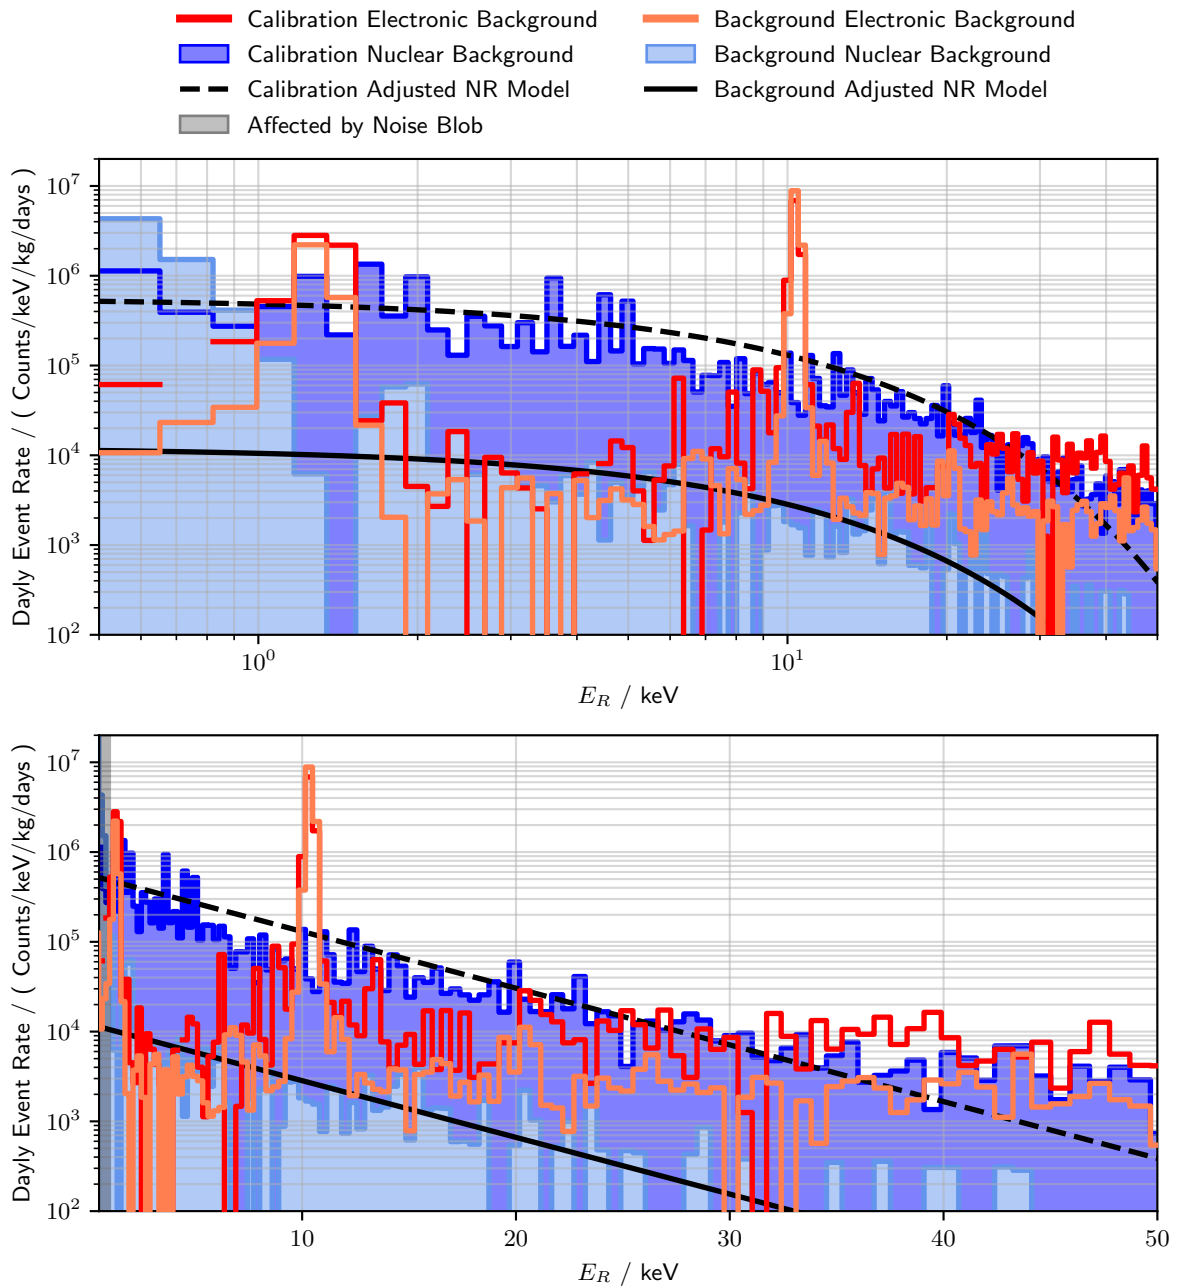 Calibration Electronic Background
Calibration Nuclear Background
Calibration Adjusted NR Model
Affected by Noise Blob
Background Electronic Background
Background Nuclear Background
Background Adjusted NR Model
10^7
10^6
10^5
10^4
10^3
10^2
Dayly Event Rate / ( Counts/keV/kg/days )
10^0
10^1
E_R / keV
10^7
10^6
10^5
10^4
10^3
10^2
Dayly Event Rate / ( Counts/keV/kg/days )
10
20
30
40
50
E_R / keV